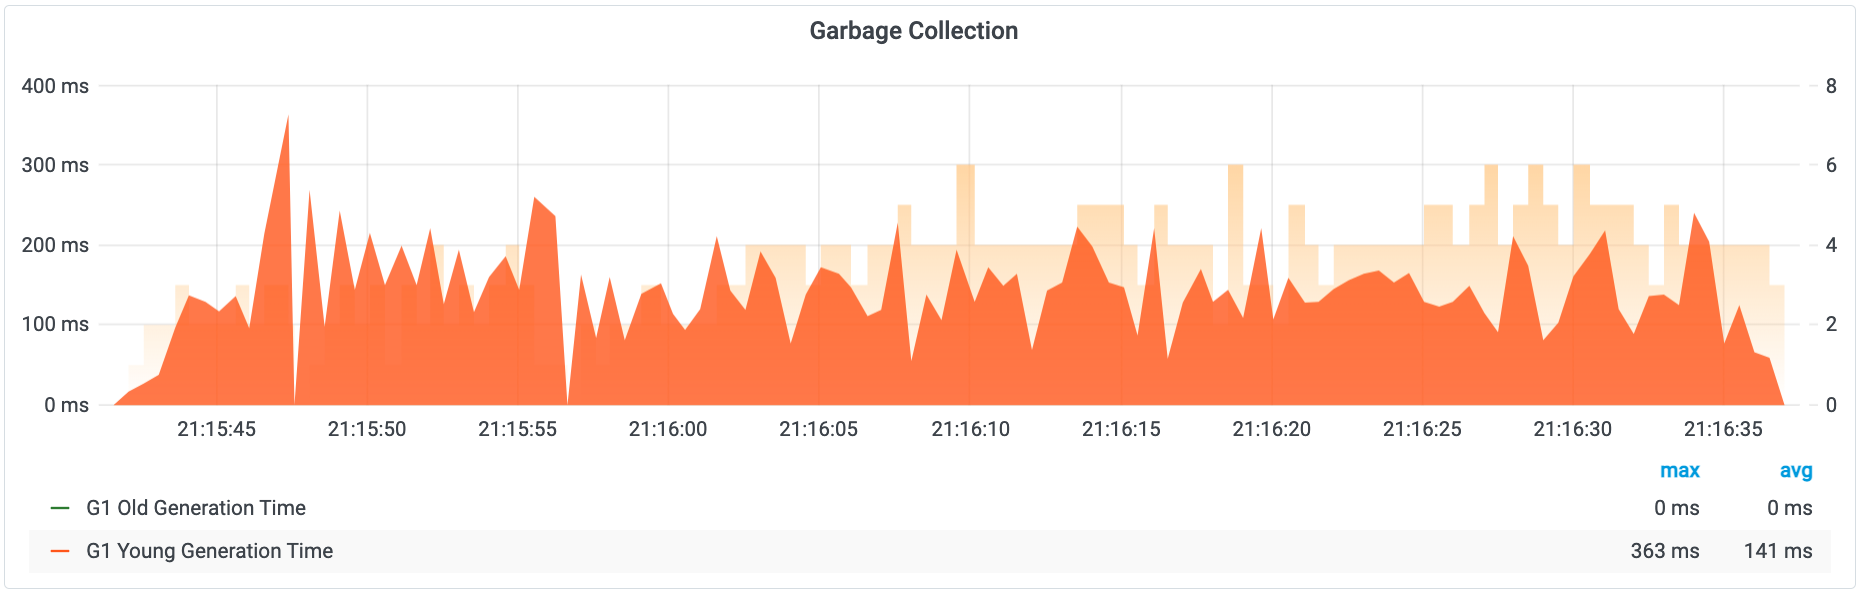 Garbage Collection
400 ms 8
300 ms 6
200 ms 4
100 ms 2
0 ms 0
21:15:45 21:15:50 21:15:55 21:16:00 21:16:05 21:16:10 21:16:15 21:16:20 21:16:25 21:16:30 21:16:35
max avg
G1 Old Generation Time 0 ms 0 ms
G1 Young Generation Time 363 ms 141 ms